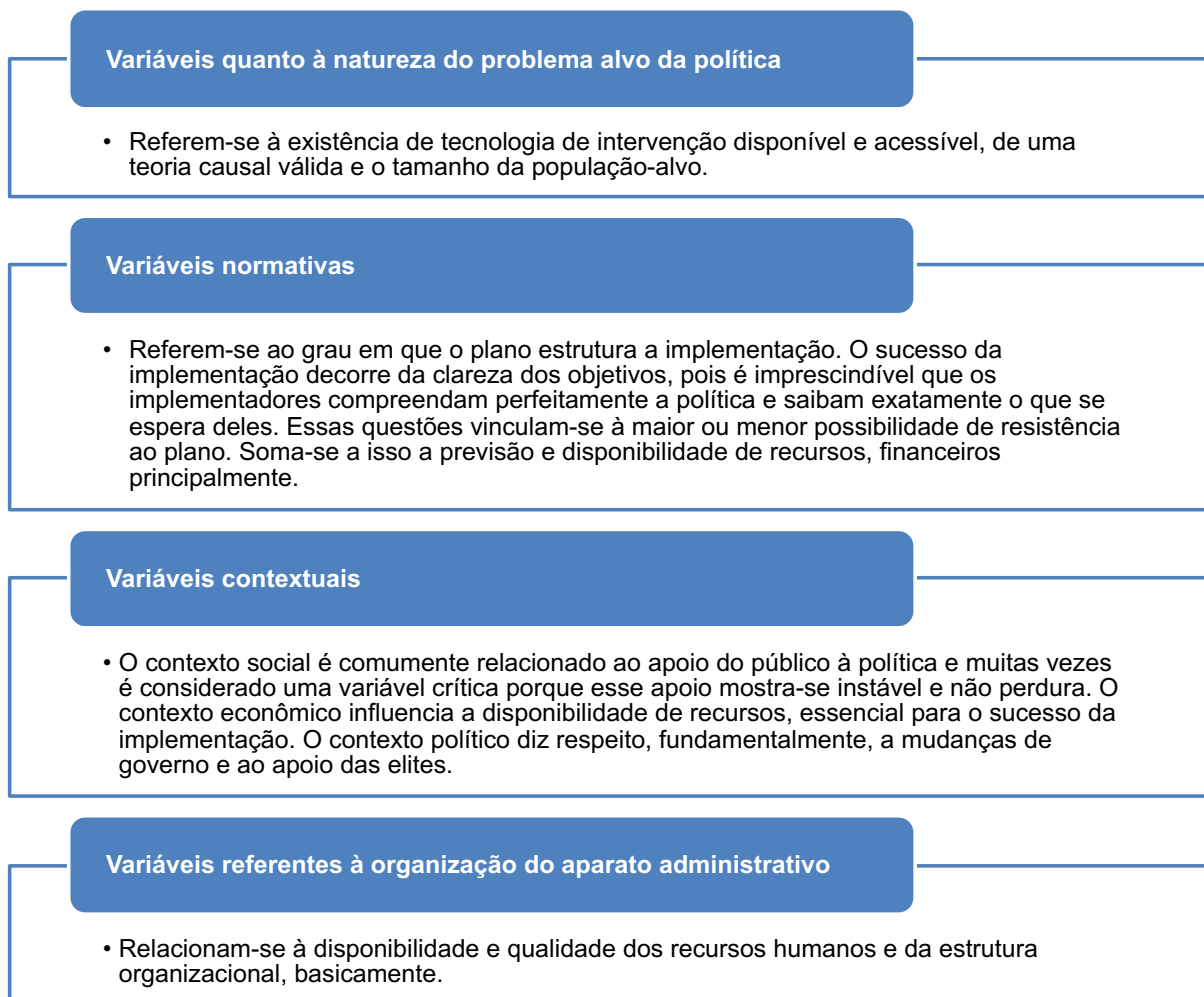 Variáveis quanto à natureza do problema alvo da política
• Referem-se à existência de tecnologia de intervenção disponível e acessível, de uma
teoria causal válida e o tamanho da população-alvo.
Variáveis normativas
• Referem-se ao grau em que o plano estrutura a implementação. O sucesso da
implementação decorre da clareza dos objetivos, pois é imprescindível que os
implementadores compreendam perfeitamente a política e saibam exatamente o que se
espera deles. Essas questões vinculam-se à maior ou menor possibilidade de resistência
ao plano. Soma-se a isso a previsão e disponibilidade de recursos, financeiros
principalmente.
Variáveis contextuais
• O contexto social é comumente relacionado ao apoio do público à política e muitas vezes
é considerado uma variável crítica porque esse apoio mostra-se instável e não perdura. O
contexto econômico influencia a disponibilidade de recursos, essencial para o sucesso da
implementação. O contexto político diz respeito, fundamentalmente, a mudanças de
governo e ao apoio das elites.
Variáveis referentes à organização do aparato administrativo
• Relacionam-se à disponibilidade e qualidade dos recursos humanos e da estrutura
organizacional, basicamente.